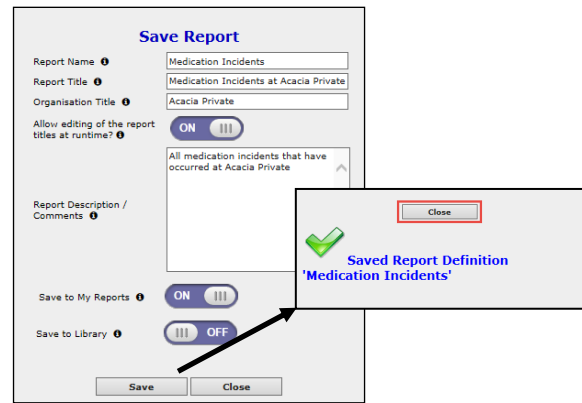 Save Report
Report Name
Medication Incidents
Report Title
Medication Incidents at Acacia Private
Organisation Title
Acacia Private
Allow editing of the report
titles at runtime?
ON
All medication incidents that have
occurred at Acacia Private
Report Description /
Comments
Save to My Reports
ON
Save to Library
OFF
Save
Close
Close
Saved Report Definition
'Medication Incidents'